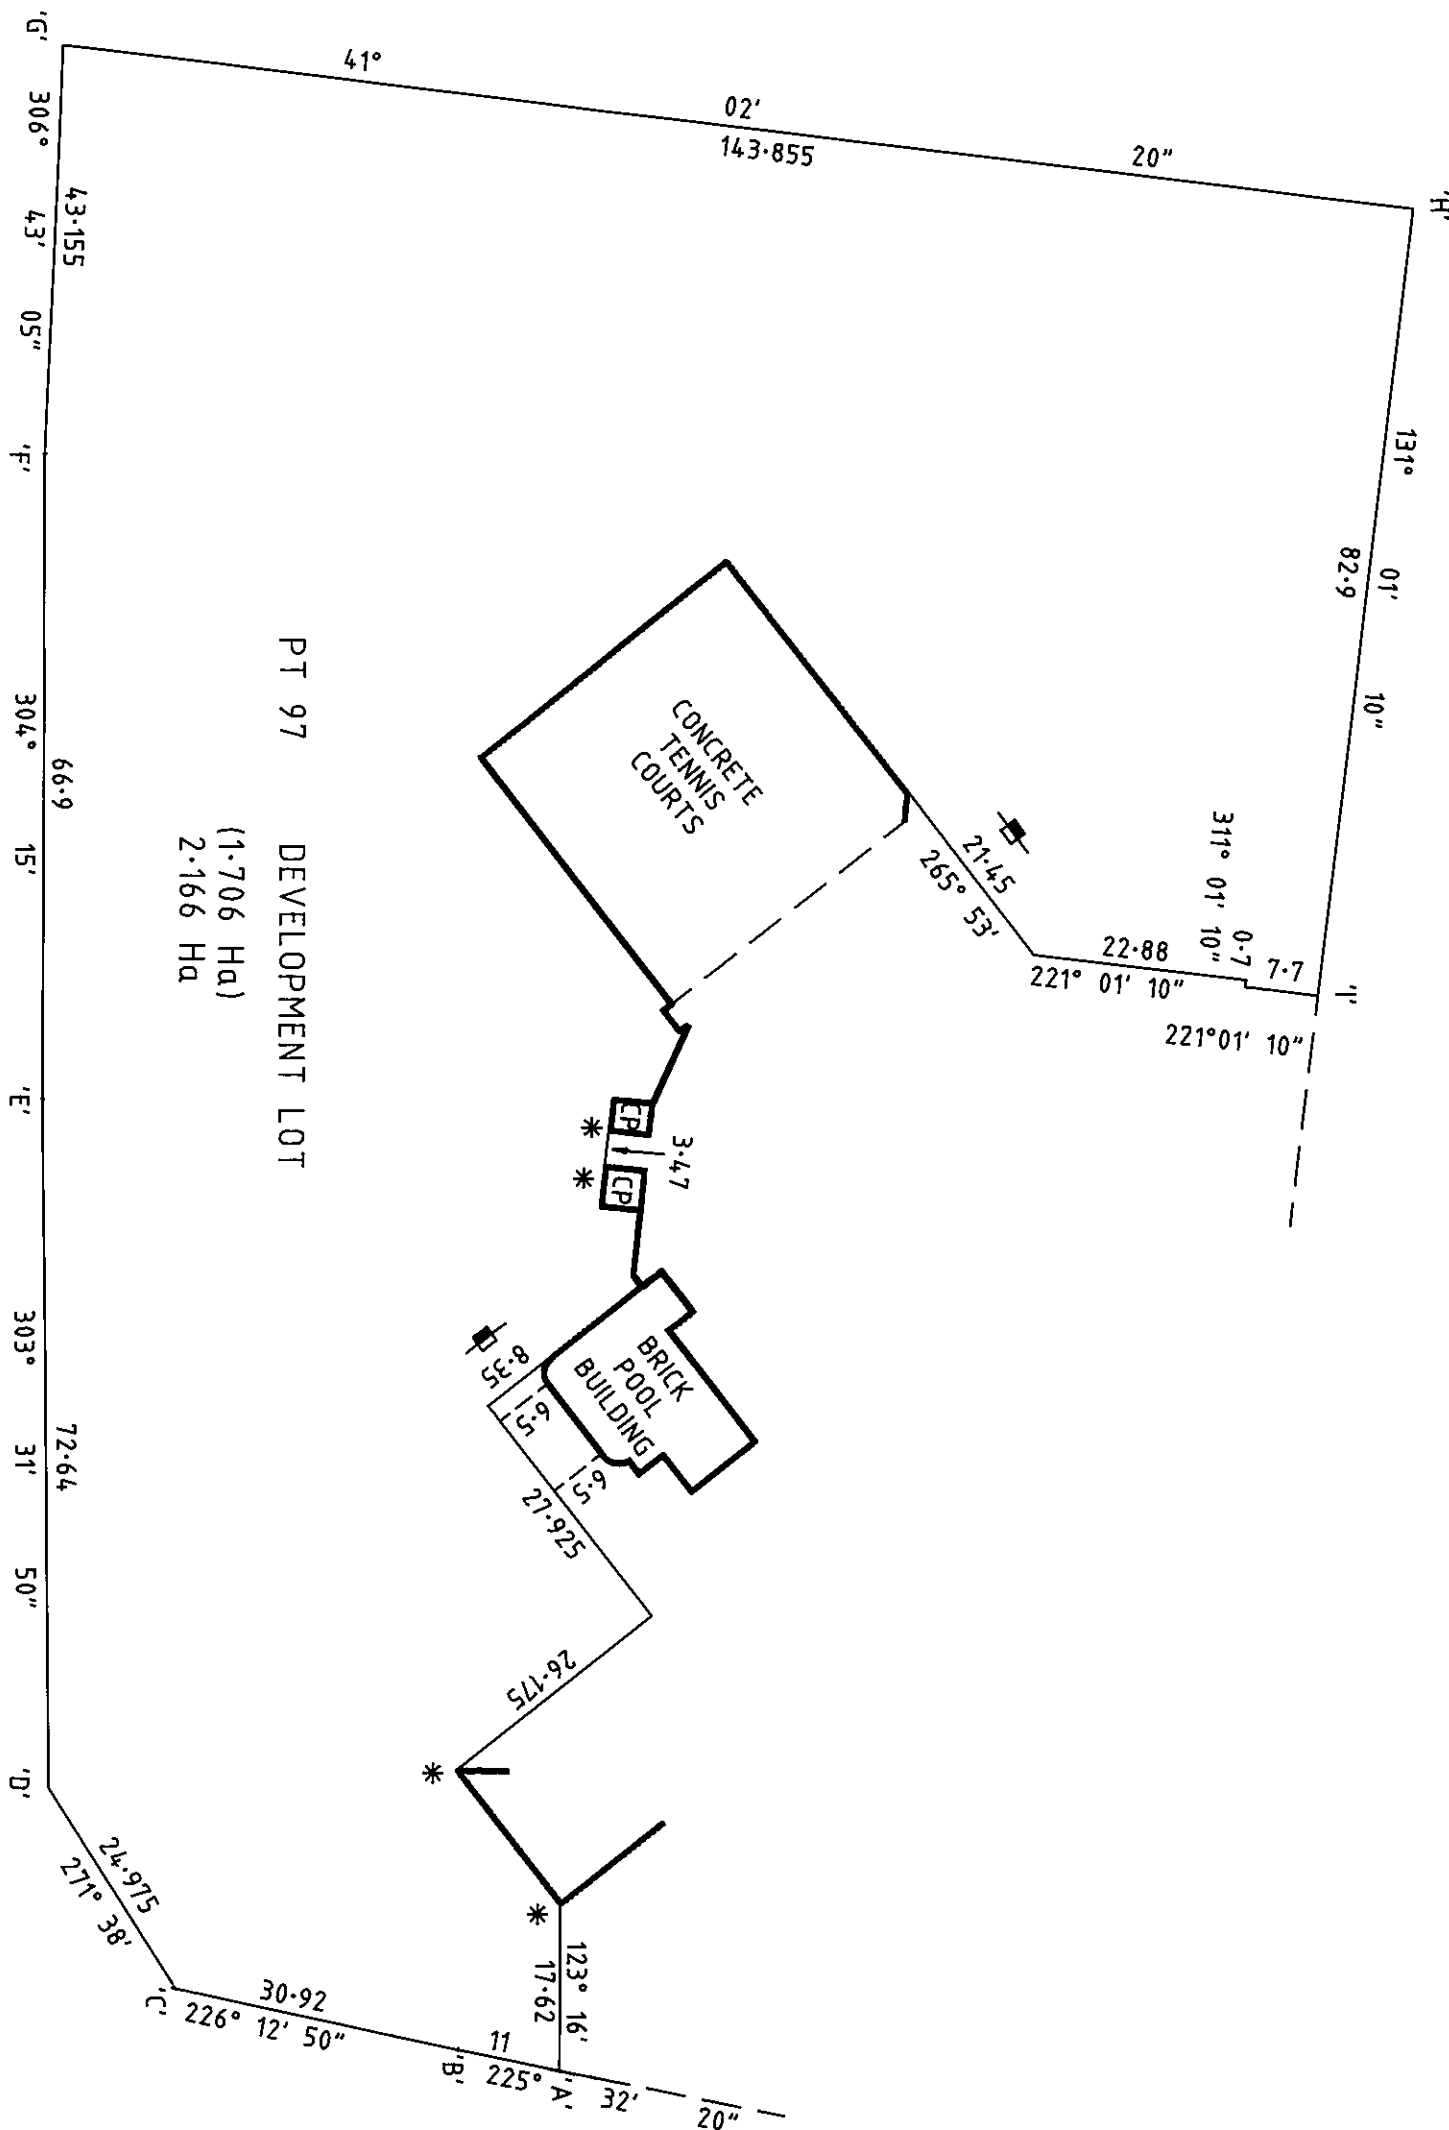 'G'
41°
02'
20"
143·855
'H'
306° 43' 05"
43·155
'F'
131° 01' 10"
82·9
'I'
7·7
221°01' 10"
0·7
311° 01' 10"
22·88
221° 01' 10"
21·45
265° 53'
CONCRETE
TENNIS
COURTS
PT 97 DEVELOPMENT LOT
(1·706 Ha)
2·166 Ha
304° 15'
66·9
'E'
CP
*
3·47
CP
*
BRICK
POOL
BUILDING
8·35
6·5
6·5
27·925
26·175
*
*
303° 31' 50"
72·64
'D'
24·975
271° 38'
'C'
30·92
226° 12' 50"
'B'
11
225° 32' 20"
'A'
123° 16'
17·62